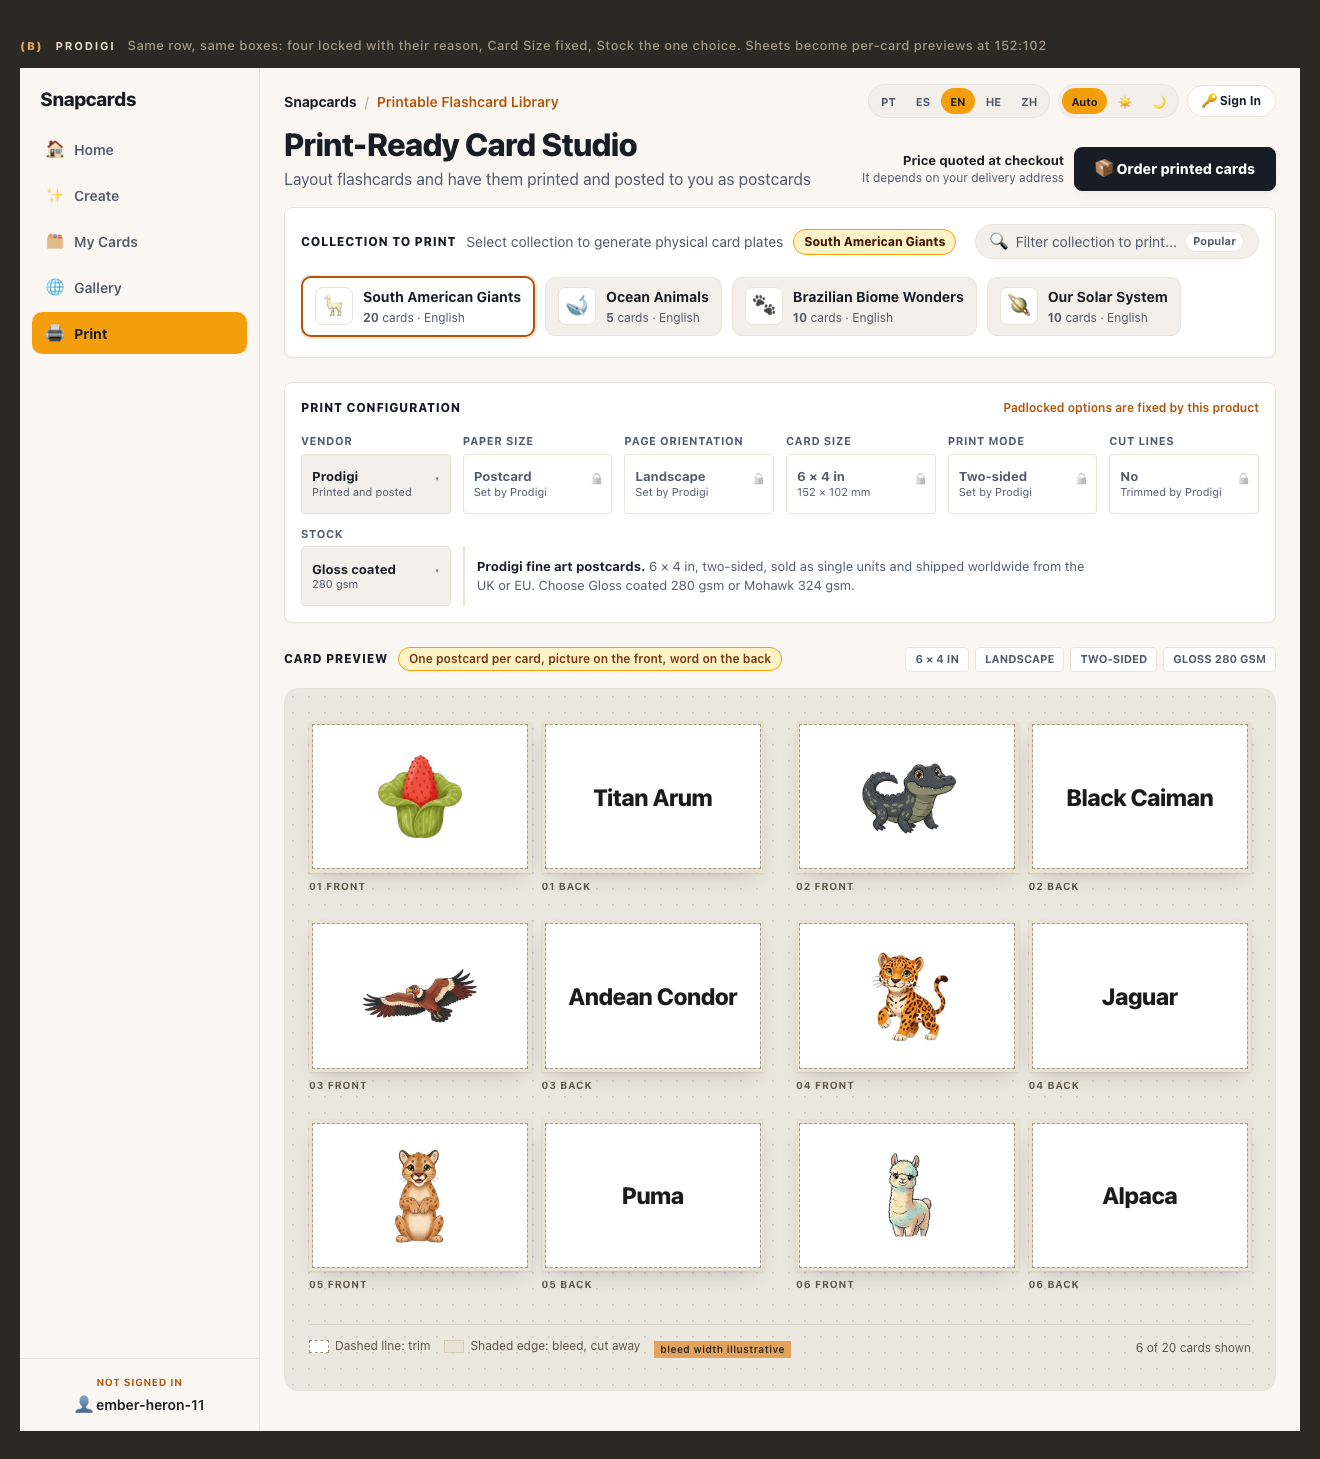 (B) PRODIGI Same row, same boxes: four locked with their reason, Card Size fixed, Stock the one choice. Sheets become per-card previews at 152:102
Snapcards
Home
Create
My Cards
Gallery
Print
NOT SIGNED IN
ember-heron-11
Snapcards / Printable Flashcard Library
PT ES EN HE ZH
Auto
Sign In
Print-Ready Card Studio
Layout flashcards and have them printed and posted to you as postcards
Price quoted at checkout
It depends on your delivery address
Order printed cards
COLLECTION TO PRINT Select collection to generate physical card plates South American Giants
Filter collection to print... Popular
South American Giants
20 cards · English
Ocean Animals
5 cards · English
Brazilian Biome Wonders
10 cards · English
Our Solar System
10 cards · English
PRINT CONFIGURATION
Padlocked options are fixed by this product
VENDOR
Prodigi
Printed and posted
PAPER SIZE
Postcard
Set by Prodigi
PAGE ORIENTATION
Landscape
Set by Prodigi
CARD SIZE
6 × 4 in
152 × 102 mm
PRINT MODE
Two-sided
Set by Prodigi
CUT LINES
No
Trimmed by Prodigi
STOCK
Gloss coated
280 gsm
Prodigi fine art postcards. 6 × 4 in, two-sided, sold as single units and shipped worldwide from the
UK or EU. Choose Gloss coated 280 gsm or Mohawk 324 gsm.
CARD PREVIEW One postcard per card, picture on the front, word on the back
6 × 4 IN LANDSCAPE TWO-SIDED GLOSS 280 GSM
Titan Arum
Black Caiman
01 FRONT 01 BACK 02 FRONT 02 BACK
Andean Condor
Jaguar
03 FRONT 03 BACK 04 FRONT 04 BACK
Puma
Alpaca
05 FRONT 05 BACK 06 FRONT 06 BACK
Dashed line: trim Shaded edge: bleed, cut away bleed width illustrative
6 of 20 cards shown